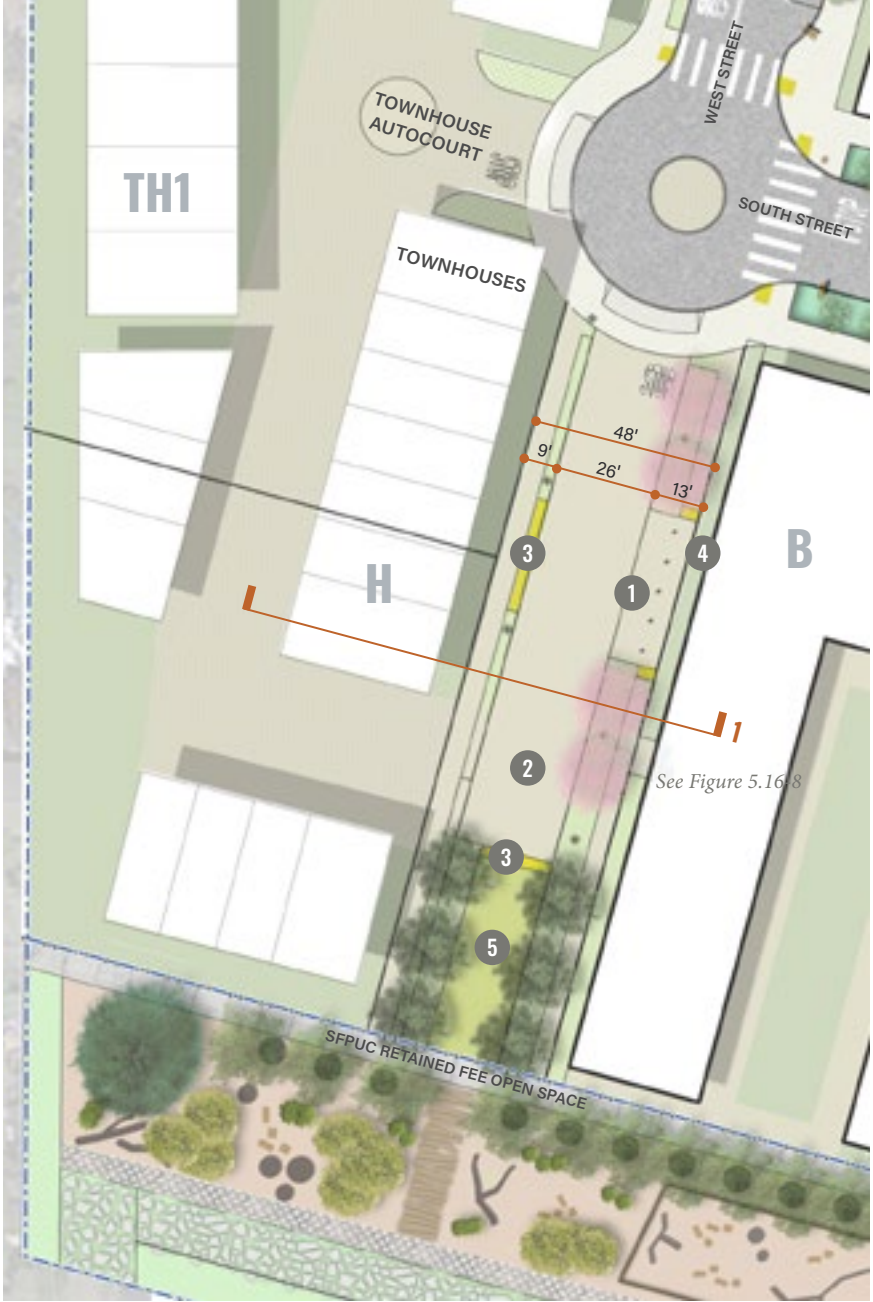 WEST STREET
TOWNHOUSE
AUTOCOURT
TH1
SOUTH STREET
TOWNHOUSES
48'
9'
26'
13'
3
4
B
1
H
1
2
See Figure 5.16-8
3
5
SFPUC RETAINED FEE OPEN SPACE